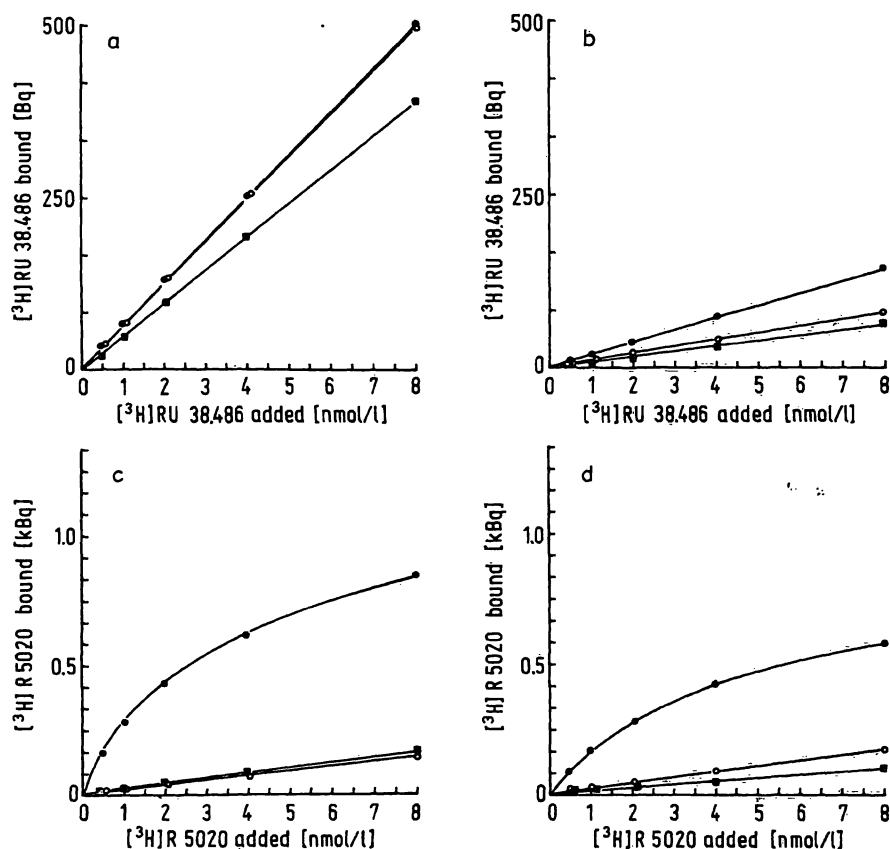 a
[³H]RU 38.486 bound [Bq]
500
250
0
0 1 2 3 4 5 6 7 8
[³H]RU 38.486 added [nmol/l]
b
[³H]RU 38.486 bound [Bq]
500
250
0
0 1 2 3 4 5 6 7 8
[³H]RU 38.486 added [nmol/l]
c
[³H]R 5020 bound [kBq]
1.0
0.5
0
0 1 2 3 4 5 6 7 8
[³H]R 5020 added [nmol/l]
d
[³H]R 5020 bound [kBq]
1.0
0.5
0
0 1 2 3 4 5 6 7 8
[³H]R 5020 added [nmol/l]